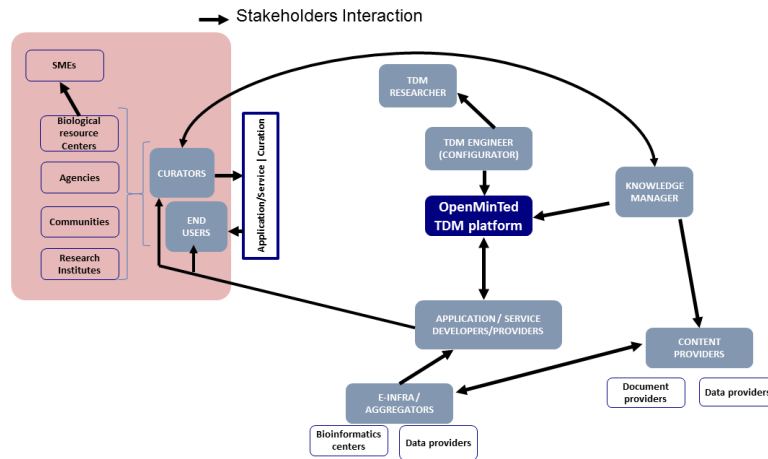 Stakeholders Interaction
SMEs
Biological
resource
Centers
Agencies
Communities
Research
Institutes
CURATORS
END
USERS
Application/Service | Curation
TDM
RESEARCHER
TDM ENGINEER
(CONFIGURATOR)
OpenMinTed
TDM platform
KNOWLEDGE
MANAGER
APPLICATION / SERVICE
DEVELOPERS/PROVIDERS
CONTENT
PROVIDERS
Document
providers
Data providers
E-INFRA /
AGGREGATORS
Bioinformatics
centers
Data providers